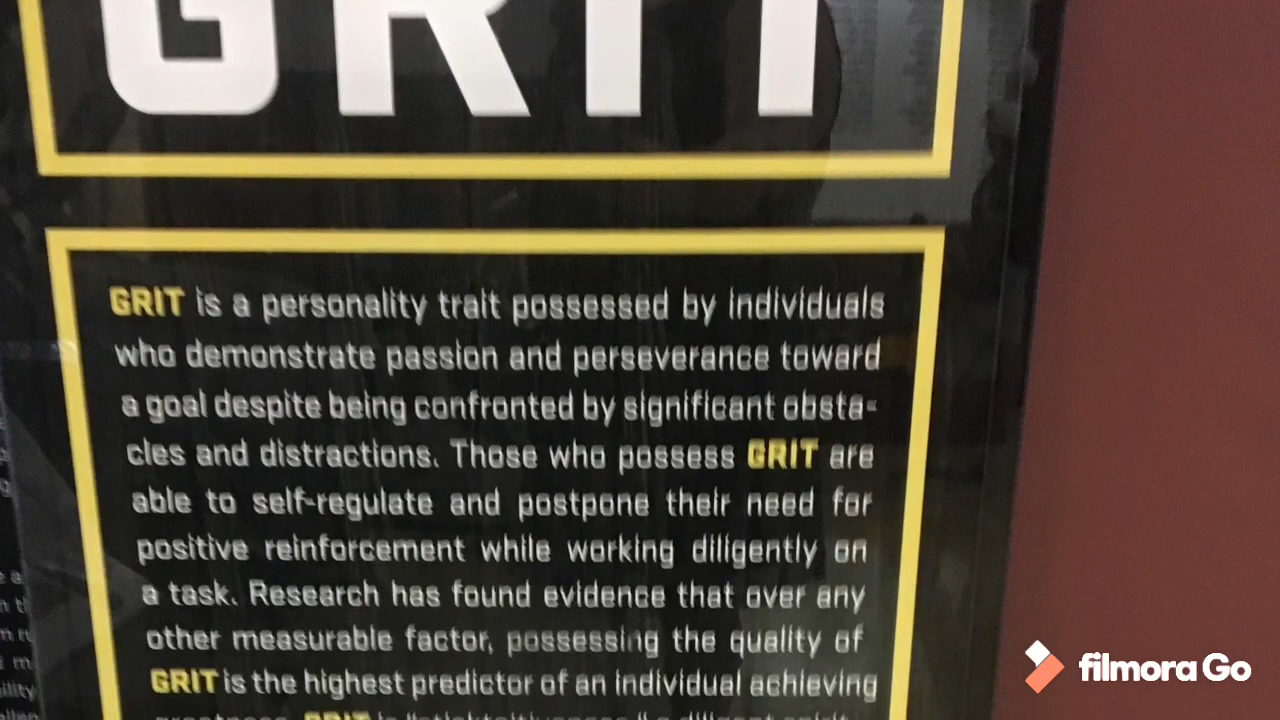 GRIT
GRIT is a personality trait possessed by individuals
who demonstrate passion and perseverance toward
a goal despite being confronted by significant obsta-
cles and distractions. Those who possess GRIT are
able to self-regulate and postpone their need for
positive reinforcement while working diligently on
a task. Research has found evidence that over any
other measurable factor, possessing the quality of
GRIT is the highest predictor of an individual achieving
filmora Go